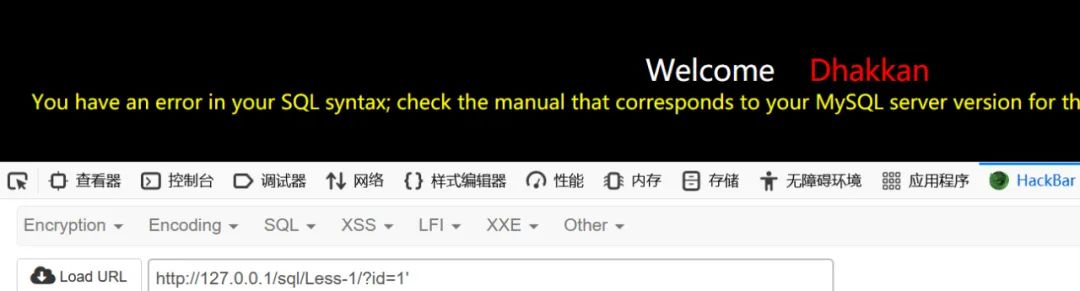 Welcome Dhakkan
You have an error in your SQL syntax; check the manual that corresponds to your MySQL server version for th
查看器 控制台 调试器 网络 样式编辑器 性能 内存 存储 无障碍环境 应用程序 HackBar
Encryption Encoding SQL XSS LFI XXE Other
Load URL http://127.0.0.1/sql/Less-1/?id=1'